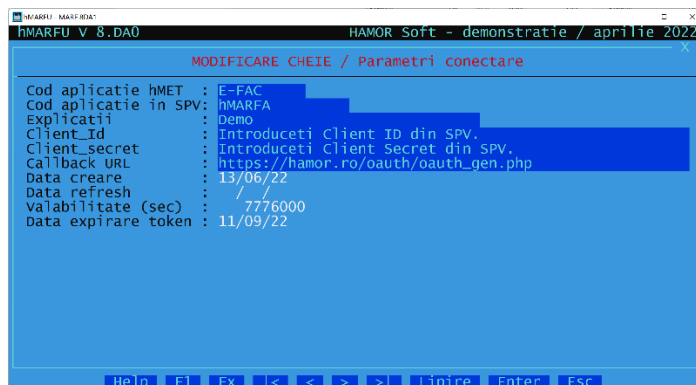 hMARFU - MARF.8DA1
hMARFU V 8.DA0 HAMOR Soft - demonstratie / aprilie 2022
X
MODIFICARE CHEIE / Parametri conectare
Cod aplicatie hMET : E-FAC
Cod aplicatie in SPV: hMARFA
Explicatii : Demo
Client_Id : Introduceti Client ID din SPV.
Client_secret : Introduceti Client Secret din SPV.
Callback URL : https://hamor.ro/oauth/oauth_gen.php
Data creare : 13/06/22
Data refresh : / /
Valabilitate (sec) : 7776000
Data expirare token : 11/09/22
Help F1 Fx |< < > >| Lipire Enter Esc